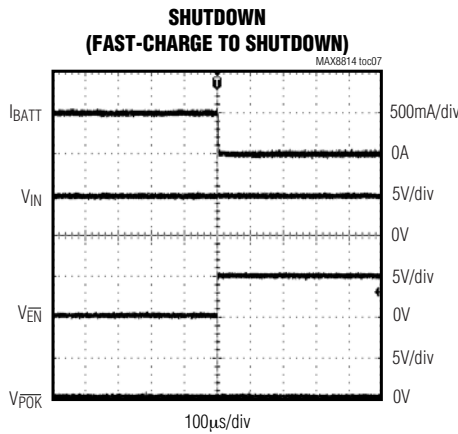 SHUTDOWN
(FAST-CHARGE TO SHUTDOWN)
MAX8814 toc07
T
IBATT
500mA/div
0A
VIN
5V/div
0V
5V/div
VEN
0V
5V/div
VPOK
0V
100μs/div